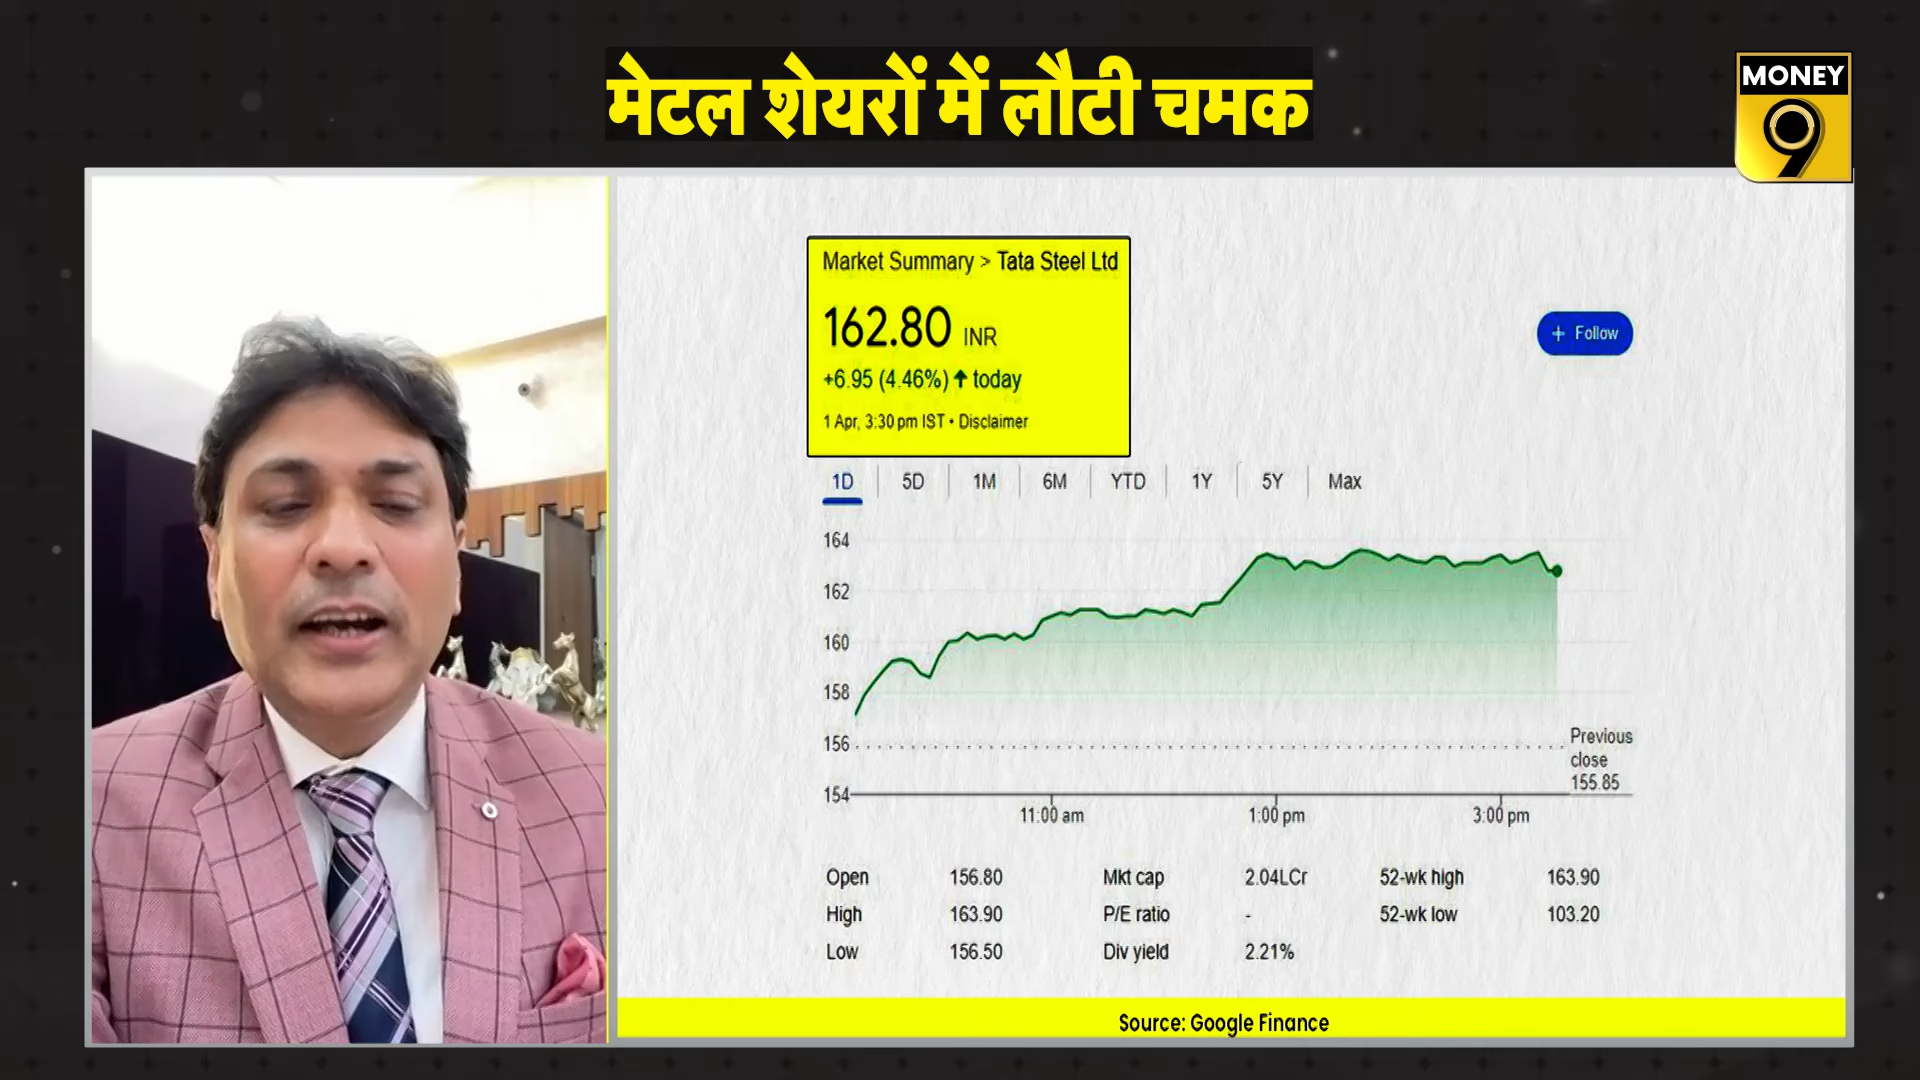 मेटल शेयरों में लौटी चमक
MONEY
9
Market Summary > Tata Steel Ltd
162.80 INR
+6.95 (4.46%) ↑ today
1 Apr, 3:30 pm IST • Disclaimer
+ Follow
1D 5D 1M 6M YTD 1Y 5Y Max
164
162
160
158
156
154
Previous
close
155.85
11:00 am 1:00 pm 3:00 pm
Open 156.80 Mkt cap 2.04LCr 52-wk high 163.90
High 163.90 P/E ratio - 52-wk low 103.20
Low 156.50 Div yield 2.21%
Source: Google Finance